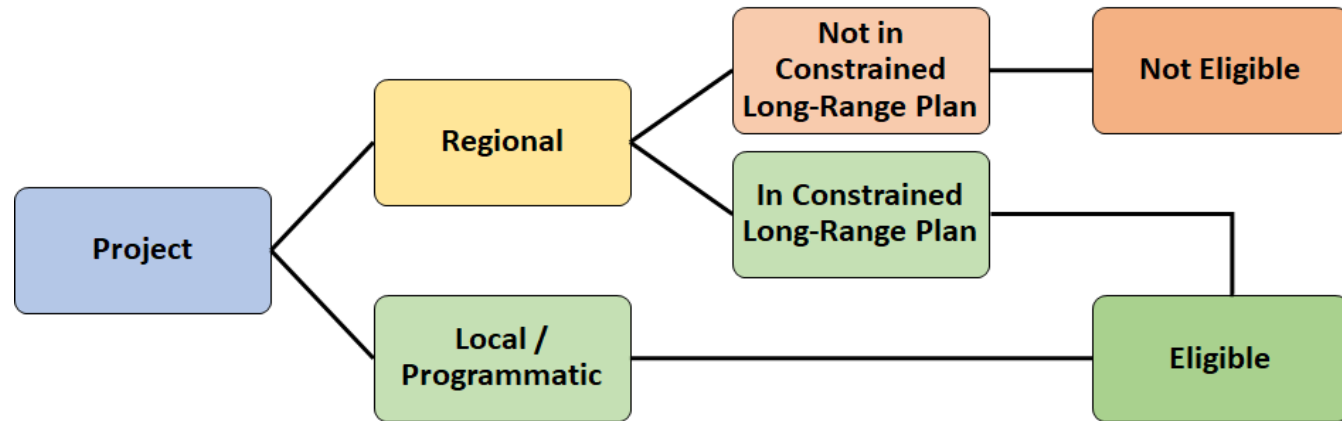 Project
Regional
Local /
Programmatic
Not in
Constrained
Long-Range Plan
In Constrained
Long-Range Plan
Not Eligible
Eligible